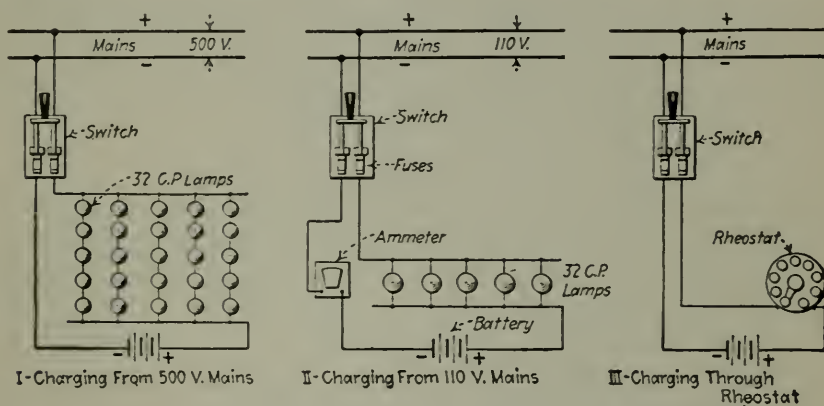 +
Mains 500 V.
-
Switch
32 C.P. Lamps
- +
I-Charging From 500 V. Mains
+
Mains 110 V.
-
Switch
Fuses
Ammeter
32 C.P.
Lamps
Battery
- +
II-Charging From 110 V. Mains
+
Mains
-
Switch
Rheostat
- +
III-Charging Through
Rheostat